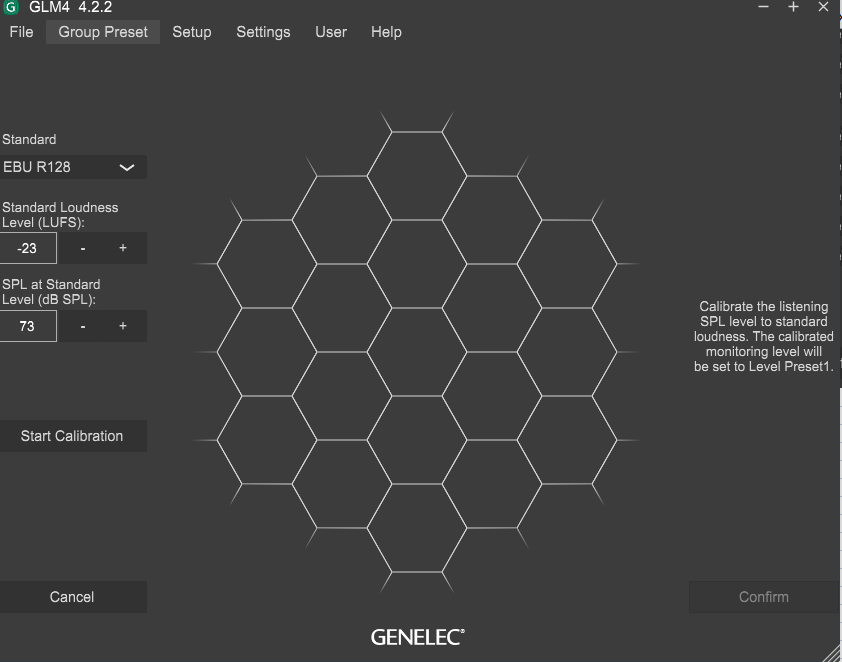 G GLM4 4.2.2
File Group Preset Setup Settings User Help
Standard
EBU R128
Standard Loudness
Level (LUFS):
-23 - +
SPL at Standard
Level (dB SPL):
73 - +
Calibrate the listening
SPL level to standard
loudness. The calibrated
monitoring level will
be set to Level Preset1.
Start Calibration
Cancel
Confirm
GENELEC®